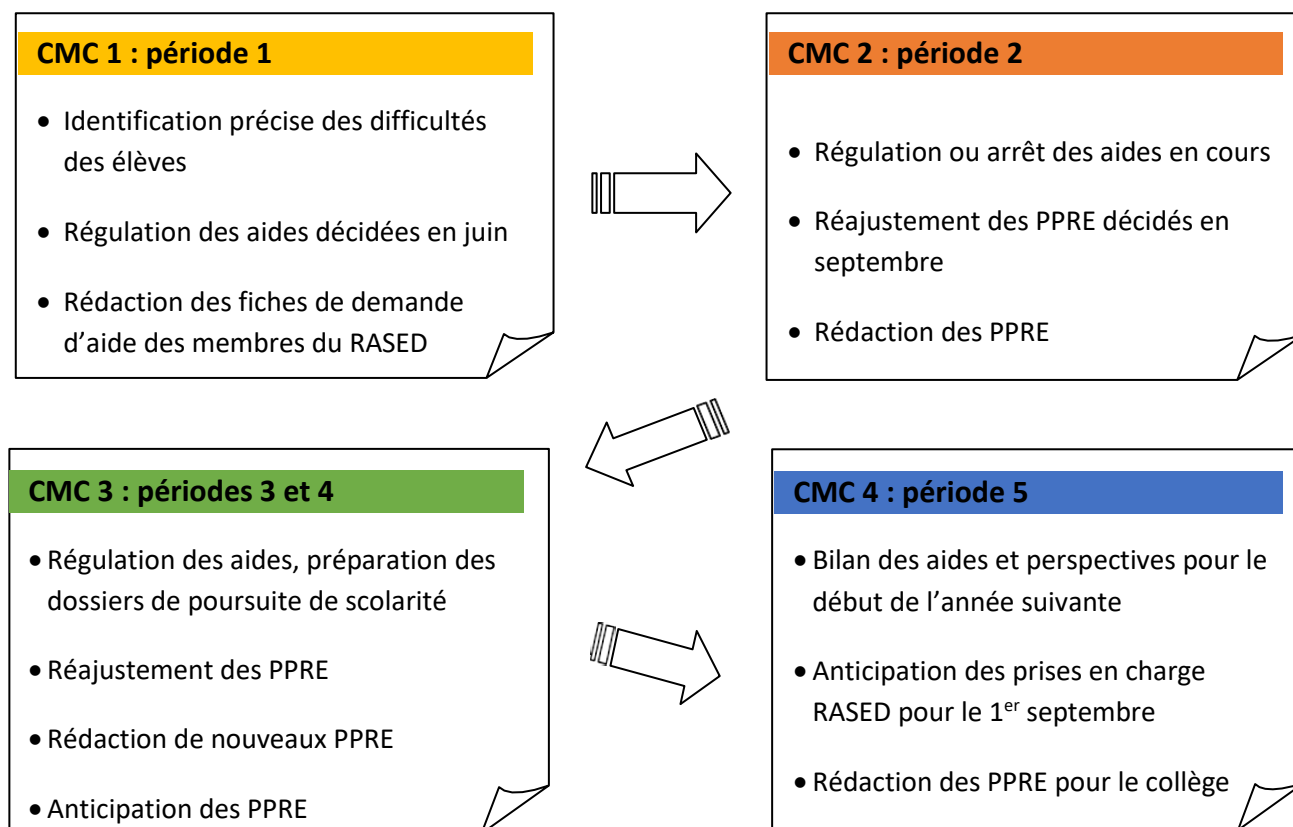 CMC 1 : période 1
• Identification précise des difficultés
des élèves
• Régulation des aides décidées en juin
• Rédaction des fiches de demande
d’aide des membres du RASED
CMC 2 : période 2
• Régulation ou arrêt des aides en cours
• Réajustement des PPRE décidés en
septembre
• Rédaction des PPRE
CMC 3 : périodes 3 et 4
• Régulation des aides, préparation des
dossiers de poursuite de scolarité
• Réajustement des PPRE
• Rédaction de nouveaux PPRE
• Anticipation des PPRE
CMC 4 : période 5
• Bilan des aides et perspectives pour le
début de l’année suivante
• Anticipation des prises en charge
RASED pour le 1er septembre
• Rédaction des PPRE pour le collège